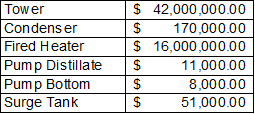 Tower $ 42,000,000.00
Condenser $ 170,000.00
Fired Heater $ 16,000,000.00
Pump Distillate $ 11,000.00
Pump Bottom $ 8,000.00
Surge Tank $ 51,000.00